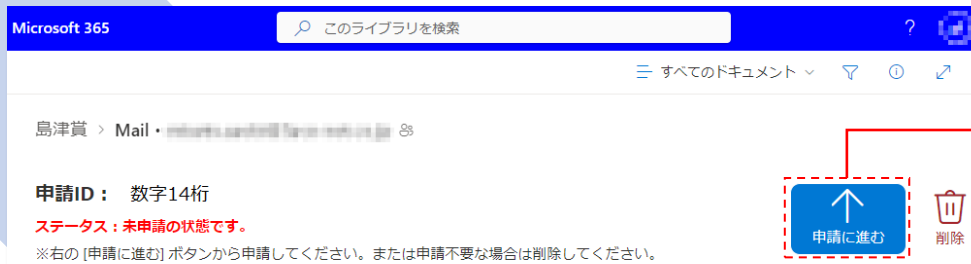 Microsoft 365
このライブラリを検索
?
すべてのドキュメント
島津賞 > Mail •
申請ID： 数字14桁
ステータス：未申請の状態です。
※右の [申請に進む] ボタンから申請してください。または申請不要な場合は削除してください。
申請に進む
削除